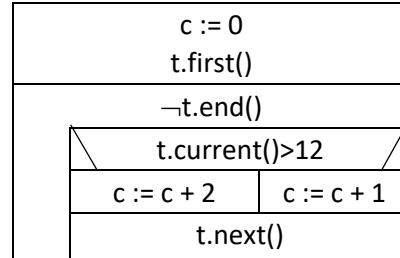 c := 0
t.first()
¬t.end()
t.current()>12
c := c + 2 c := c + 1
t.next()